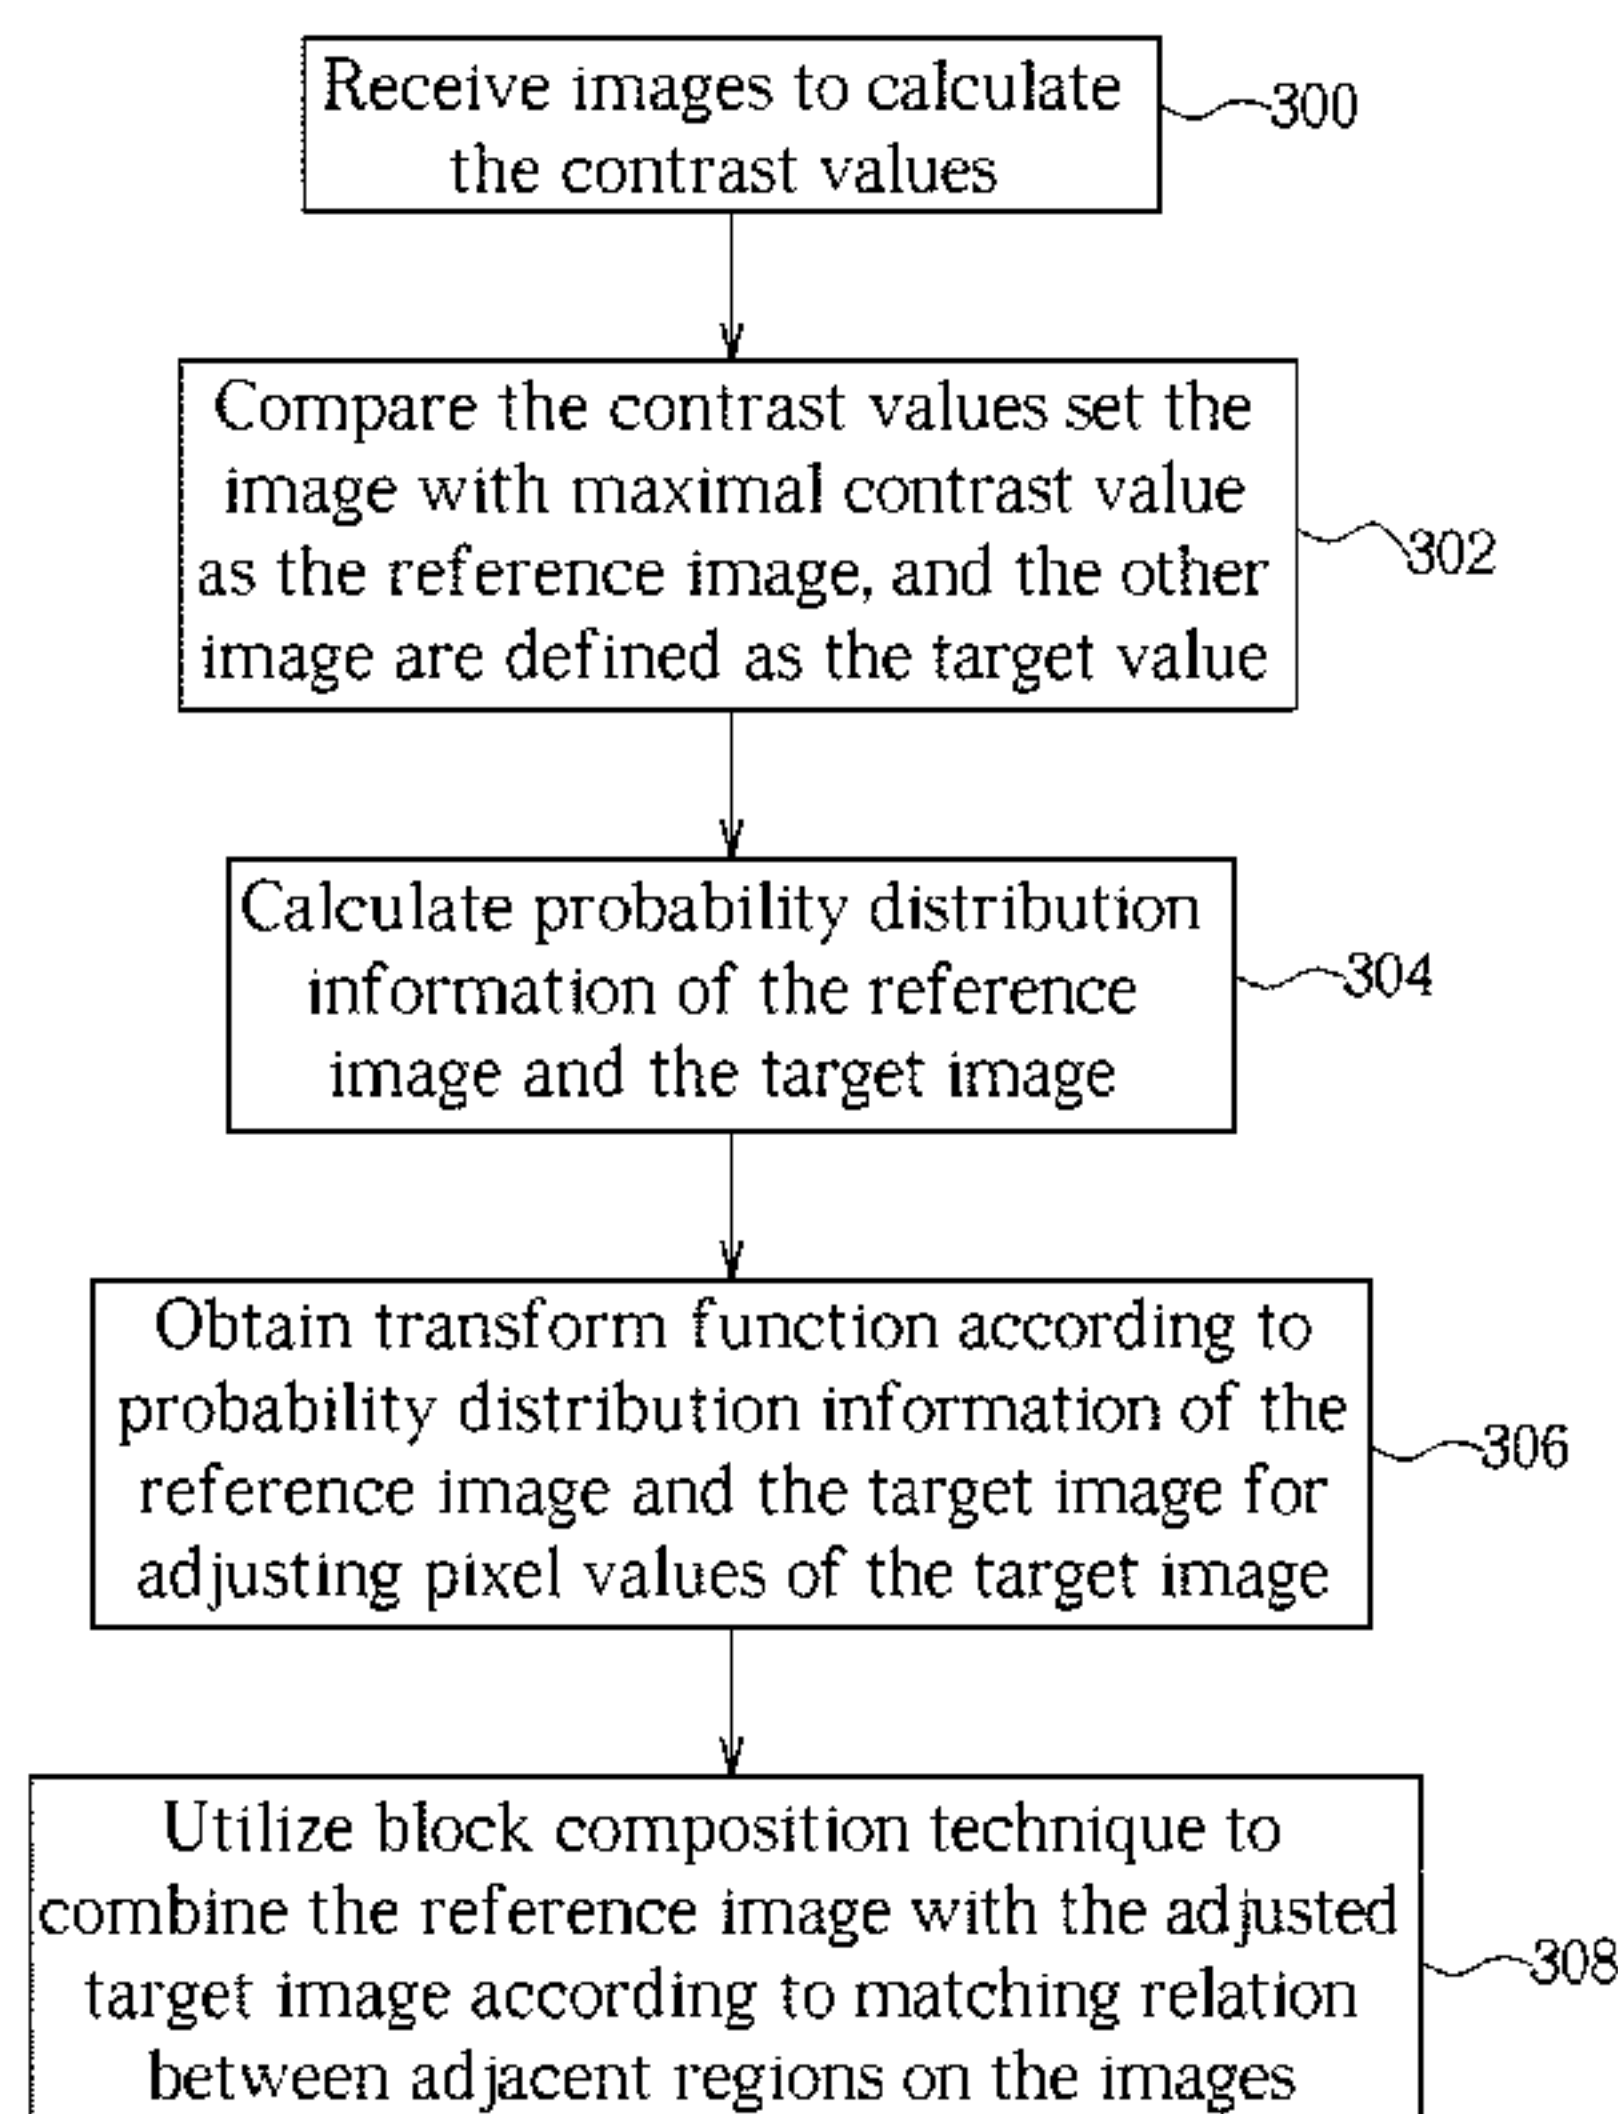 Receive images to calculate
the contrast values
300
Compare the contrast values set the
image with maximal contrast value
as the reference image, and the other
image are defined as the target value
302
Calculate probability distribution
information of the reference
image and the target image
304
Obtain transform function according to
probability distribution information of the
reference image and the target image for
adjusting pixel values of the target image
306
Utilize block composition technique to
combine the reference image with the adjusted
target image according to matching relation
between adjacent regions on the images
308